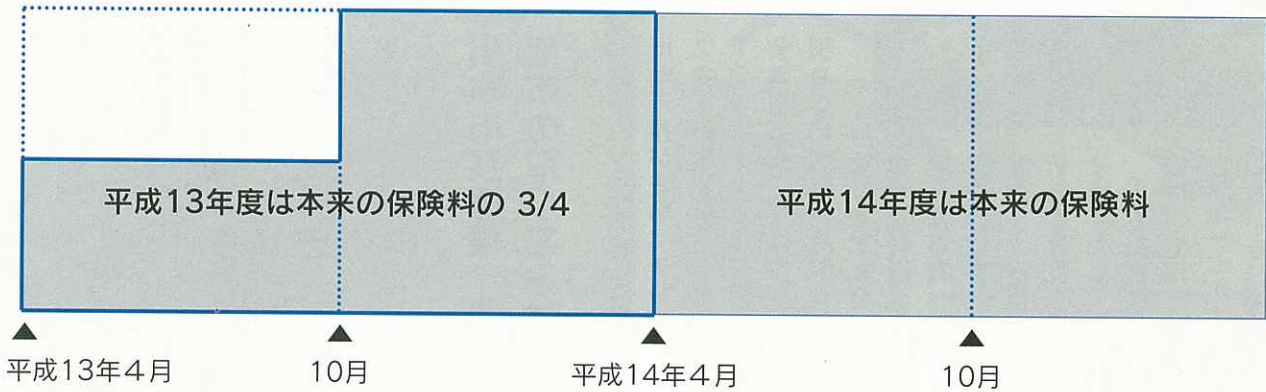 平成13年度は本来の保険料の 3/4
平成14年度は本来の保険料
平成13年4月
10月
平成14年4月
10月